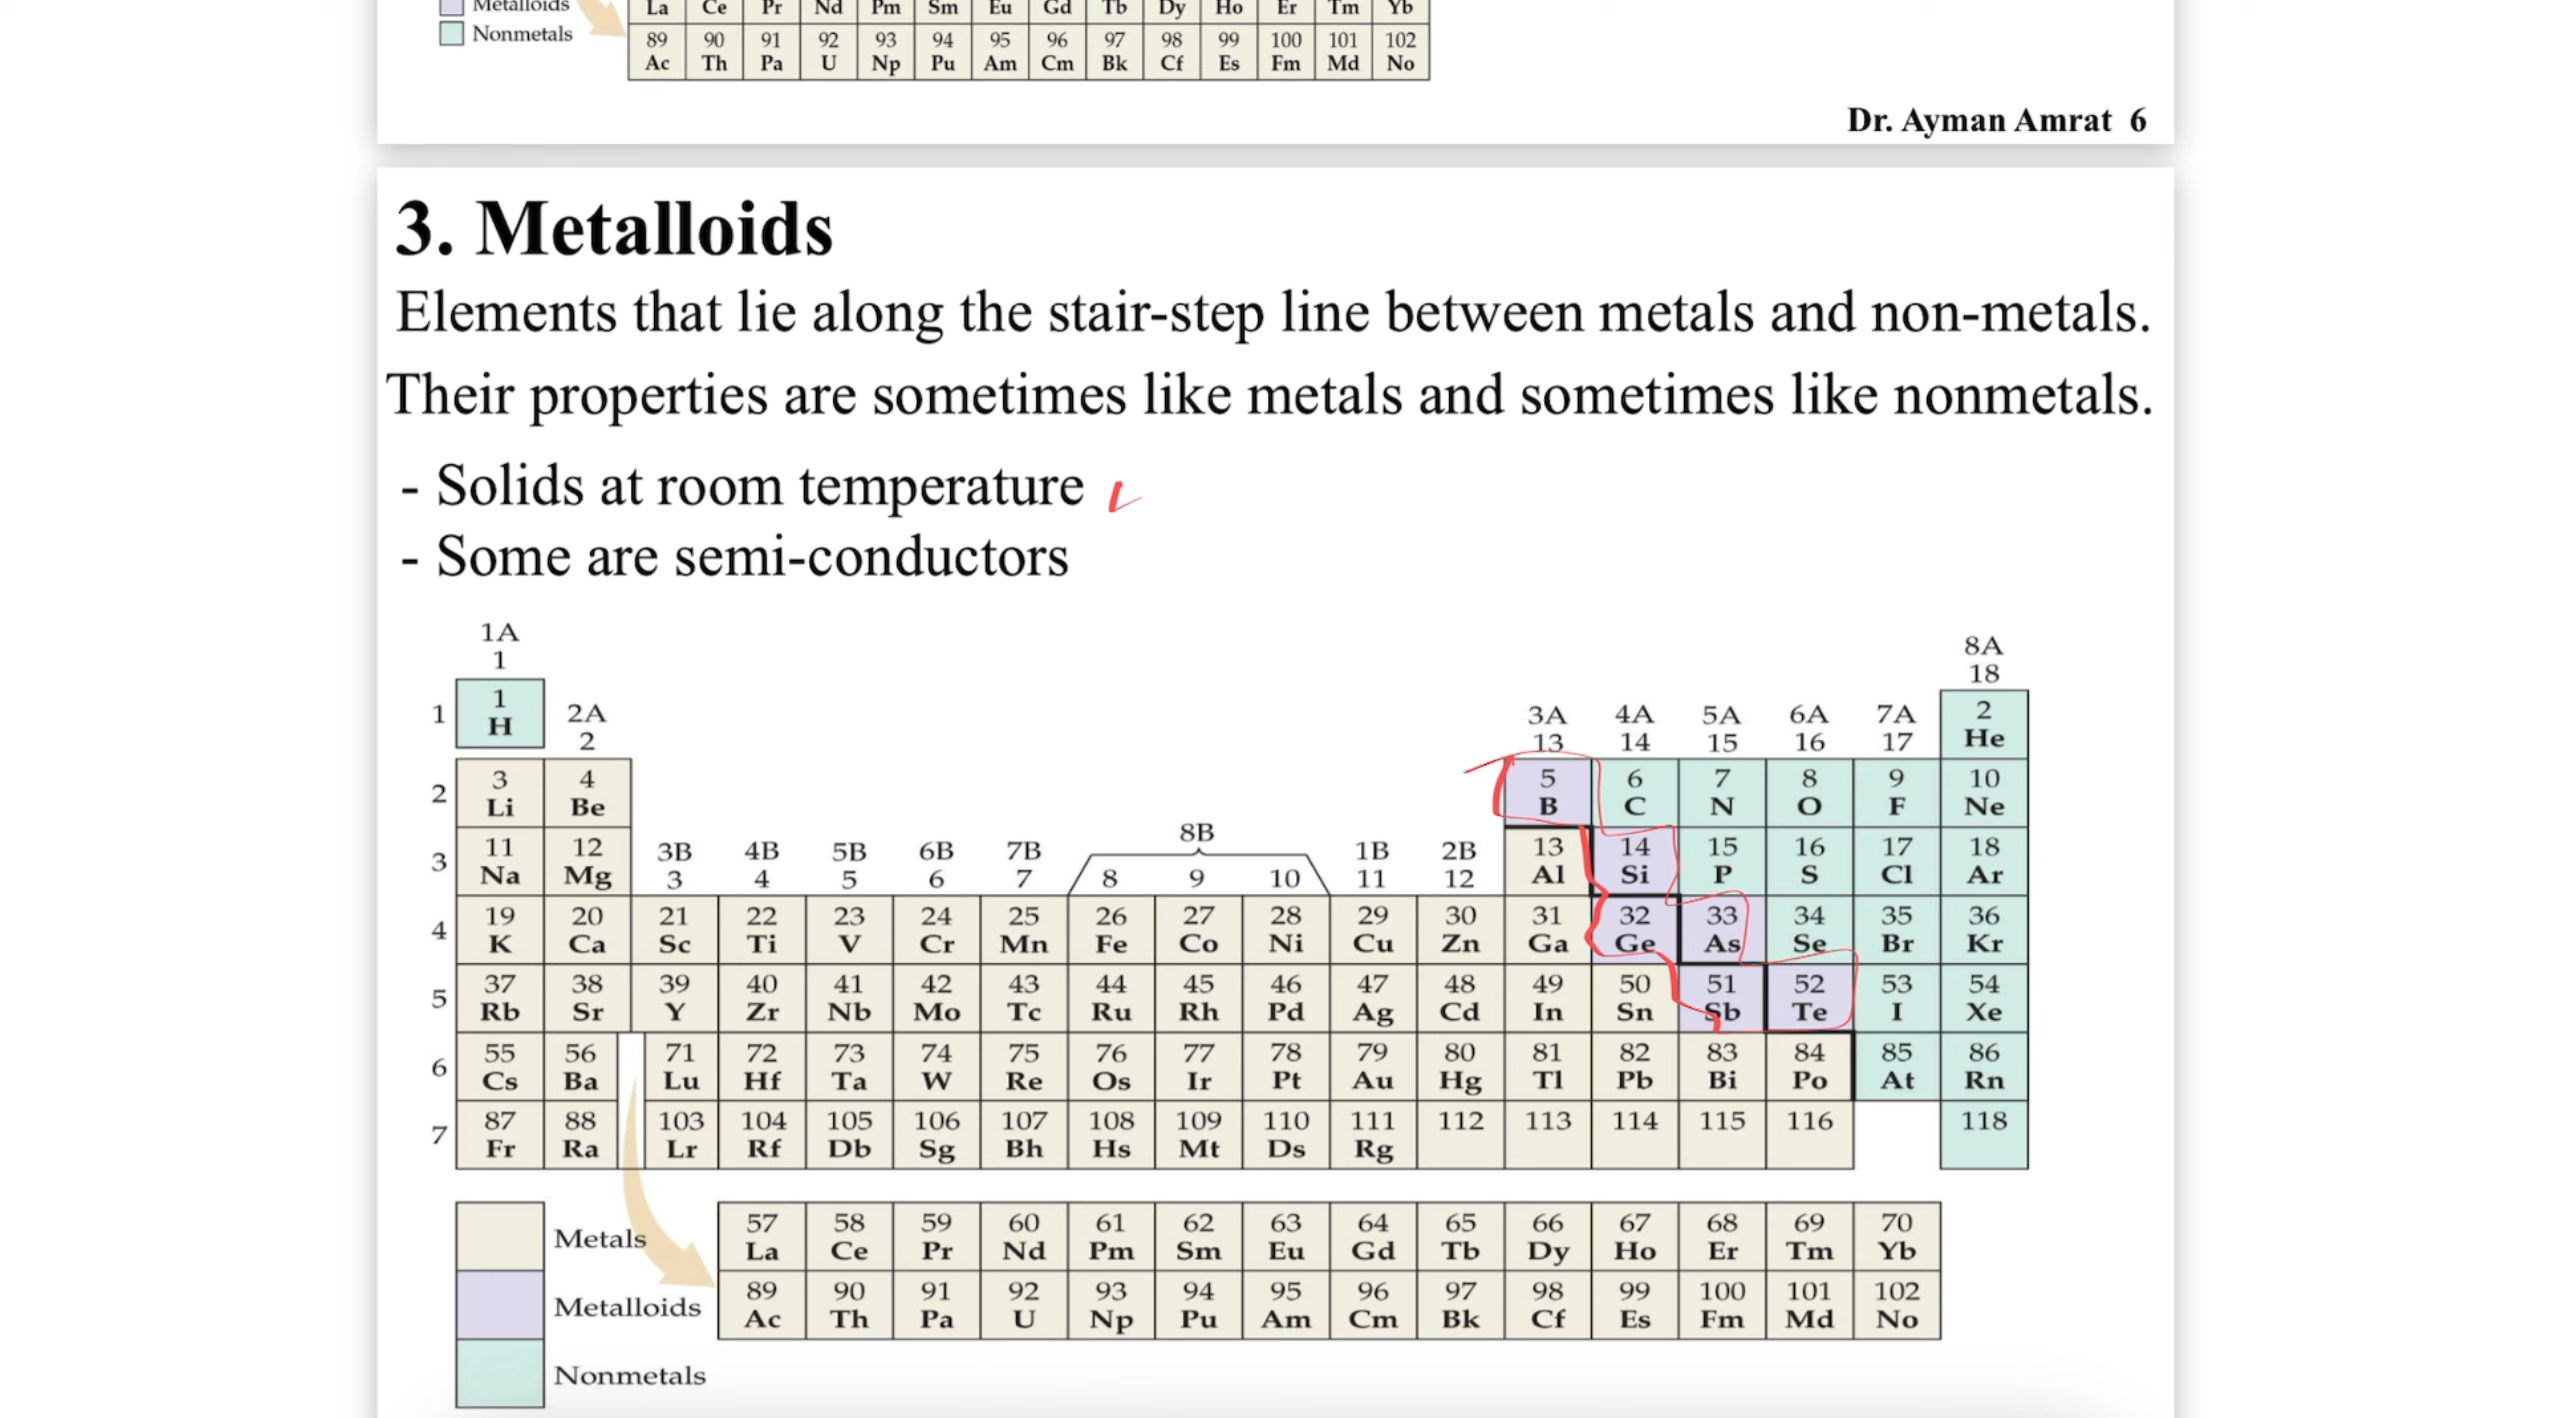 Metalloids
La Ce Pr Nd Pm Sm Eu Gd Tb Dy Ho Er Tm Yb
Nonmetals
89 90 91 92 93 94 95 96 97 98 99 100 101 102
Ac Th Pa U Np Pu Am Cm Bk Cf Es Fm Md No
Dr. Ayman Amrat 6
3. Metalloids
Elements that lie along the stair-step line between metals and non-metals.
Their properties are sometimes like metals and sometimes like nonmetals.
- Solids at room temperature
- Some are semi-conductors
1A 8A
1 18
1 1 2A 3A 4A 5A 6A 7A 2
H 2 13 14 15 16 17 He
2 3 4 5 6 7 8 9 10
Li Be B C N O F Ne
8B
3 11 12 3B 4B 5B 6B 7B 1B 2B 13 14 15 16 17 18
Na Mg 3 4 5 6 7 8 9 10 11 12 Al Si P S Cl Ar
4 19 20 21 22 23 24 25 26 27 28 29 30 31 32 33 34 35 36
K Ca Sc Ti V Cr Mn Fe Co Ni Cu Zn Ga Ge As Se Br Kr
5 37 38 39 40 41 42 43 44 45 46 47 48 49 50 51 52 53 54
Rb Sr Y Zr Nb Mo Tc Ru Rh Pd Ag Cd In Sn Sb Te I Xe
6 55 56 71 72 73 74 75 76 77 78 79 80 81 82 83 84 85 86
Cs Ba Lu Hf Ta W Re Os Ir Pt Au Hg Tl Pb Bi Po At Rn
7 87 88 103 104 105 106 107 108 109 110 111 112 113 114 115 116 118
Fr Ra Lr Rf Db Sg Bh Hs Mt Ds Rg
57 58 59 60 61 62 63 64 65 66 67 68 69 70
Metals La Ce Pr Nd Pm Sm Eu Gd Tb Dy Ho Er Tm Yb
89 90 91 92 93 94 95 96 97 98 99 100 101 102
Metalloids Ac Th Pa U Np Pu Am Cm Bk Cf Es Fm Md No
Nonmetals